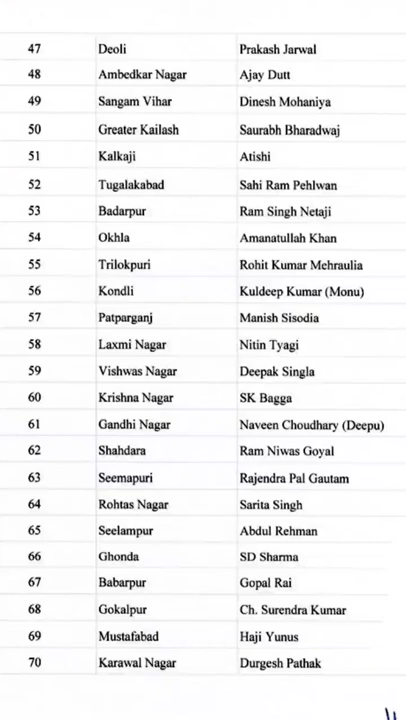 47 Deoli Prakash Jarwal
48 Ambedkar Nagar Ajay Dutt
49 Sangam Vihar Dinesh Mohaniya
50 Greater Kailash Saurabh Bharadwaj
51 Kalkaji Atishi
52 Tugalakabad Sahi Ram Pehlwan
53 Badarpur Ram Singh Netaji
54 Okhla Amanatullah Khan
55 Trilokpuri Rohit Kumar Mehraulia
56 Kondli Kuldeep Kumar (Monu)
57 Patparganj Manish Sisodia
58 Laxmi Nagar Nitin Tyagi
59 Vishwas Nagar Deepak Singla
60 Krishna Nagar SK Bagga
61 Gandhi Nagar Naveen Choudhary (Deepu)
62 Shahdara Ram Niwas Goyal
63 Seemapuri Rajendra Pal Gautam
64 Rohtas Nagar Sarita Singh
65 Seelampur Abdul Rehman
66 Ghonda SD Sharma
67 Babarpur Gopal Rai
68 Gokalpur Ch. Surendra Kumar
69 Mustafabad Haji Yunus
70 Karawal Nagar Durgesh Pathak